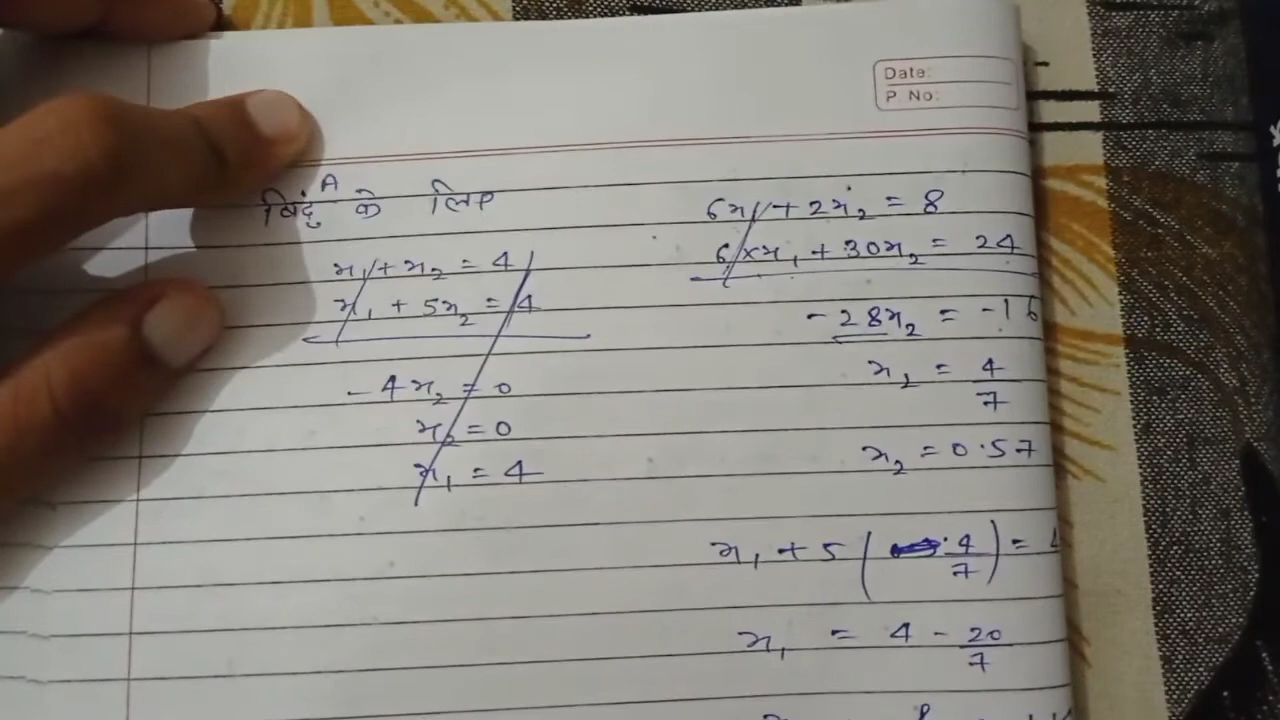 Date:
P. No:
बिंदु A के लिए
x₁ + x₂ = 4
x₁ + 5x₂ = 4
- 4x₂ = 0
x₂ = 0
x₁ = 4
6x₁ + 2x₂ = 8
6x₁ + 30x₂ = 24
- 28x₂ = -16
x₂ = 4/7
x₂ = 0.57
x₁ + 5 (4/7) =
x₁ = 4 - 20/7